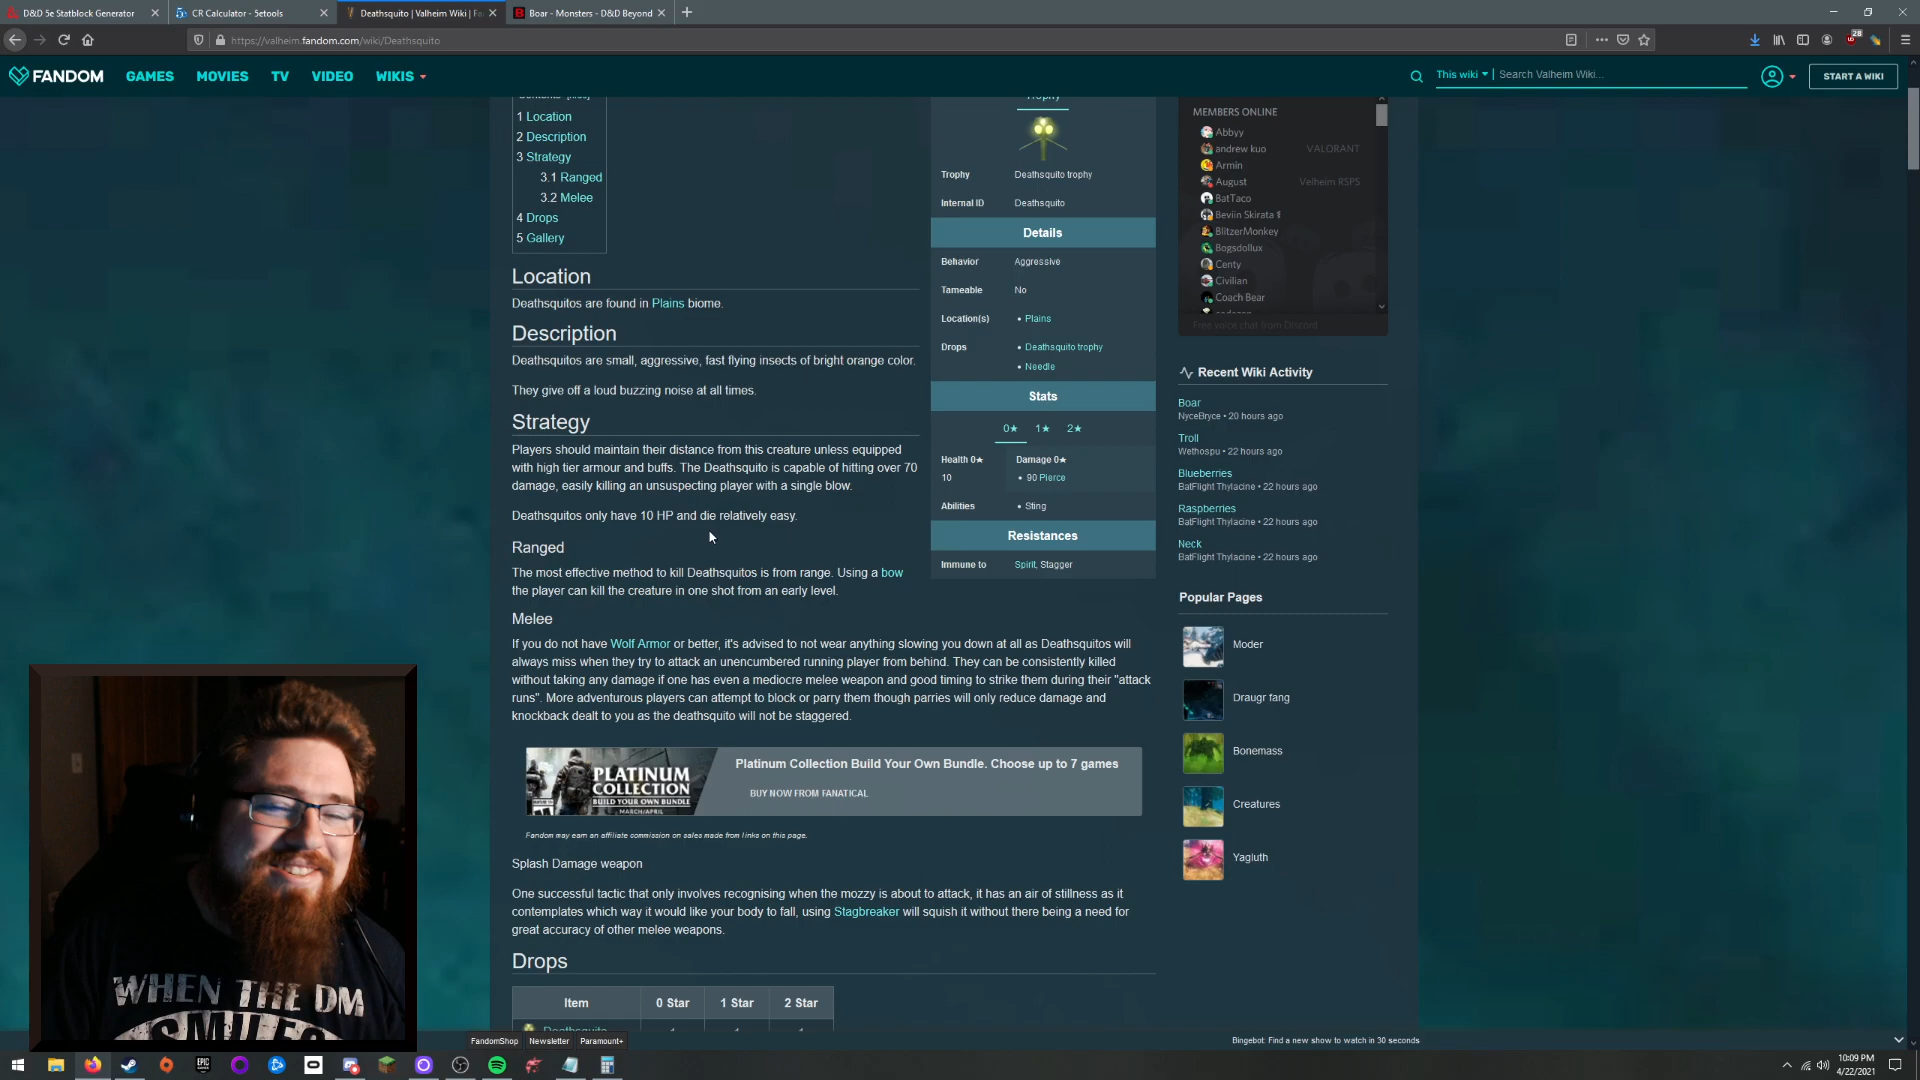 D&D 5e Statblock Generator
CR Calculator - 5etools
Deathsquito | Valheim Wiki | Fa
Boar - Monsters - D&D Beyond
https://valheim.fandom.com/wiki/Deathsquito
28
FANDOM
GAMES
MOVIES
TV
VIDEO
WIKIS
This wiki
Search Valheim Wiki...
START A WIKI
1 Location
2 Description
3 Strategy
3.1 Ranged
3.2 Melee
4 Drops
5 Gallery
Location
Deathsquitos are found in Plains biome.
Description
Deathsquitos are small, aggressive, fast flying insects of bright orange color.
They give off a loud buzzing noise at all times.
Strategy
Players should maintain their distance from this creature unless equipped
with high tier armour and buffs. The Deathsquito is capable of hitting over 70
damage, easily killing an unsuspecting player with a single blow.
Deathsquitos only have 10 HP and die relatively easy.
Ranged
The most effective method to kill Deathsquitos is from range. Using a bow
the player can kill the creature in one shot from an early level.
Melee
If you do not have Wolf Armor or better, it's advised to not wear anything slowing you down at all as Deathsquitos will
always miss when they try to attack an unencumbered running player from behind. They can be consistently killed
without taking any damage if one has even a mediocre melee weapon and good timing to strike them during their "attack
runs". More adventurous players can attempt to block or parry them though parries will only reduce damage and
knockback dealt to you as the deathsquito will not be staggered.
PLATINUM
COLLECTION
BUILD YOUR OWN BUNDLE
MARCH/APRIL
Platinum Collection Build Your Own Bundle. Choose up to 7 games
BUY NOW FROM FANATICAL
Fandom may earn an affiliate commission on sales made from links on this page.
Splash Damage weapon
One successful tactic that only involves recognising when the mozzy is about to attack, it has an air of stillness as it
contemplates which way it would like your body to fall, using Stagbreaker will squish it without there being a need for
great accuracy of other melee weapons.
Drops
Item 0 Star 1 Star 2 Star
Deathsquito
Trophy
Trophy Deathsquito trophy
Internal ID Deathsquito
Details
Behavior Aggressive
Tameable No
Location(s) • Plains
Drops • Deathsquito trophy
• Needle
Stats
0★ 1★ 2★
Health 0★ Damage 0★
10 • 90 Pierce
Abilities • Sting
Resistances
Immune to Spirit, Stagger
MEMBERS ONLINE
Abbyy
andrew kuo VALORANT
Armin
August Velheim RSPS
BatTaco
Beviin Skirata
BlitzerMonkey
Bogsdollux
Centy
Civilian
Coach Bear
Free voice chat from Discord
Recent Wiki Activity
Boar
NyceBryce • 20 hours ago
Troll
Wethospu • 22 hours ago
Blueberries
BatFlight Thylacine • 22 hours ago
Raspberries
BatFlight Thylacine • 22 hours ago
Neck
BatFlight Thylacine • 22 hours ago
Popular Pages
Moder
Draugr fang
Bonemass
Creatures
Yagluth
WHEN THE DM
SMILES
FandomShop
Newsletter
Paramount+
Bingebot: Find a new show to watch in 30 seconds
EPIC
10:09 PM
4/22/2021